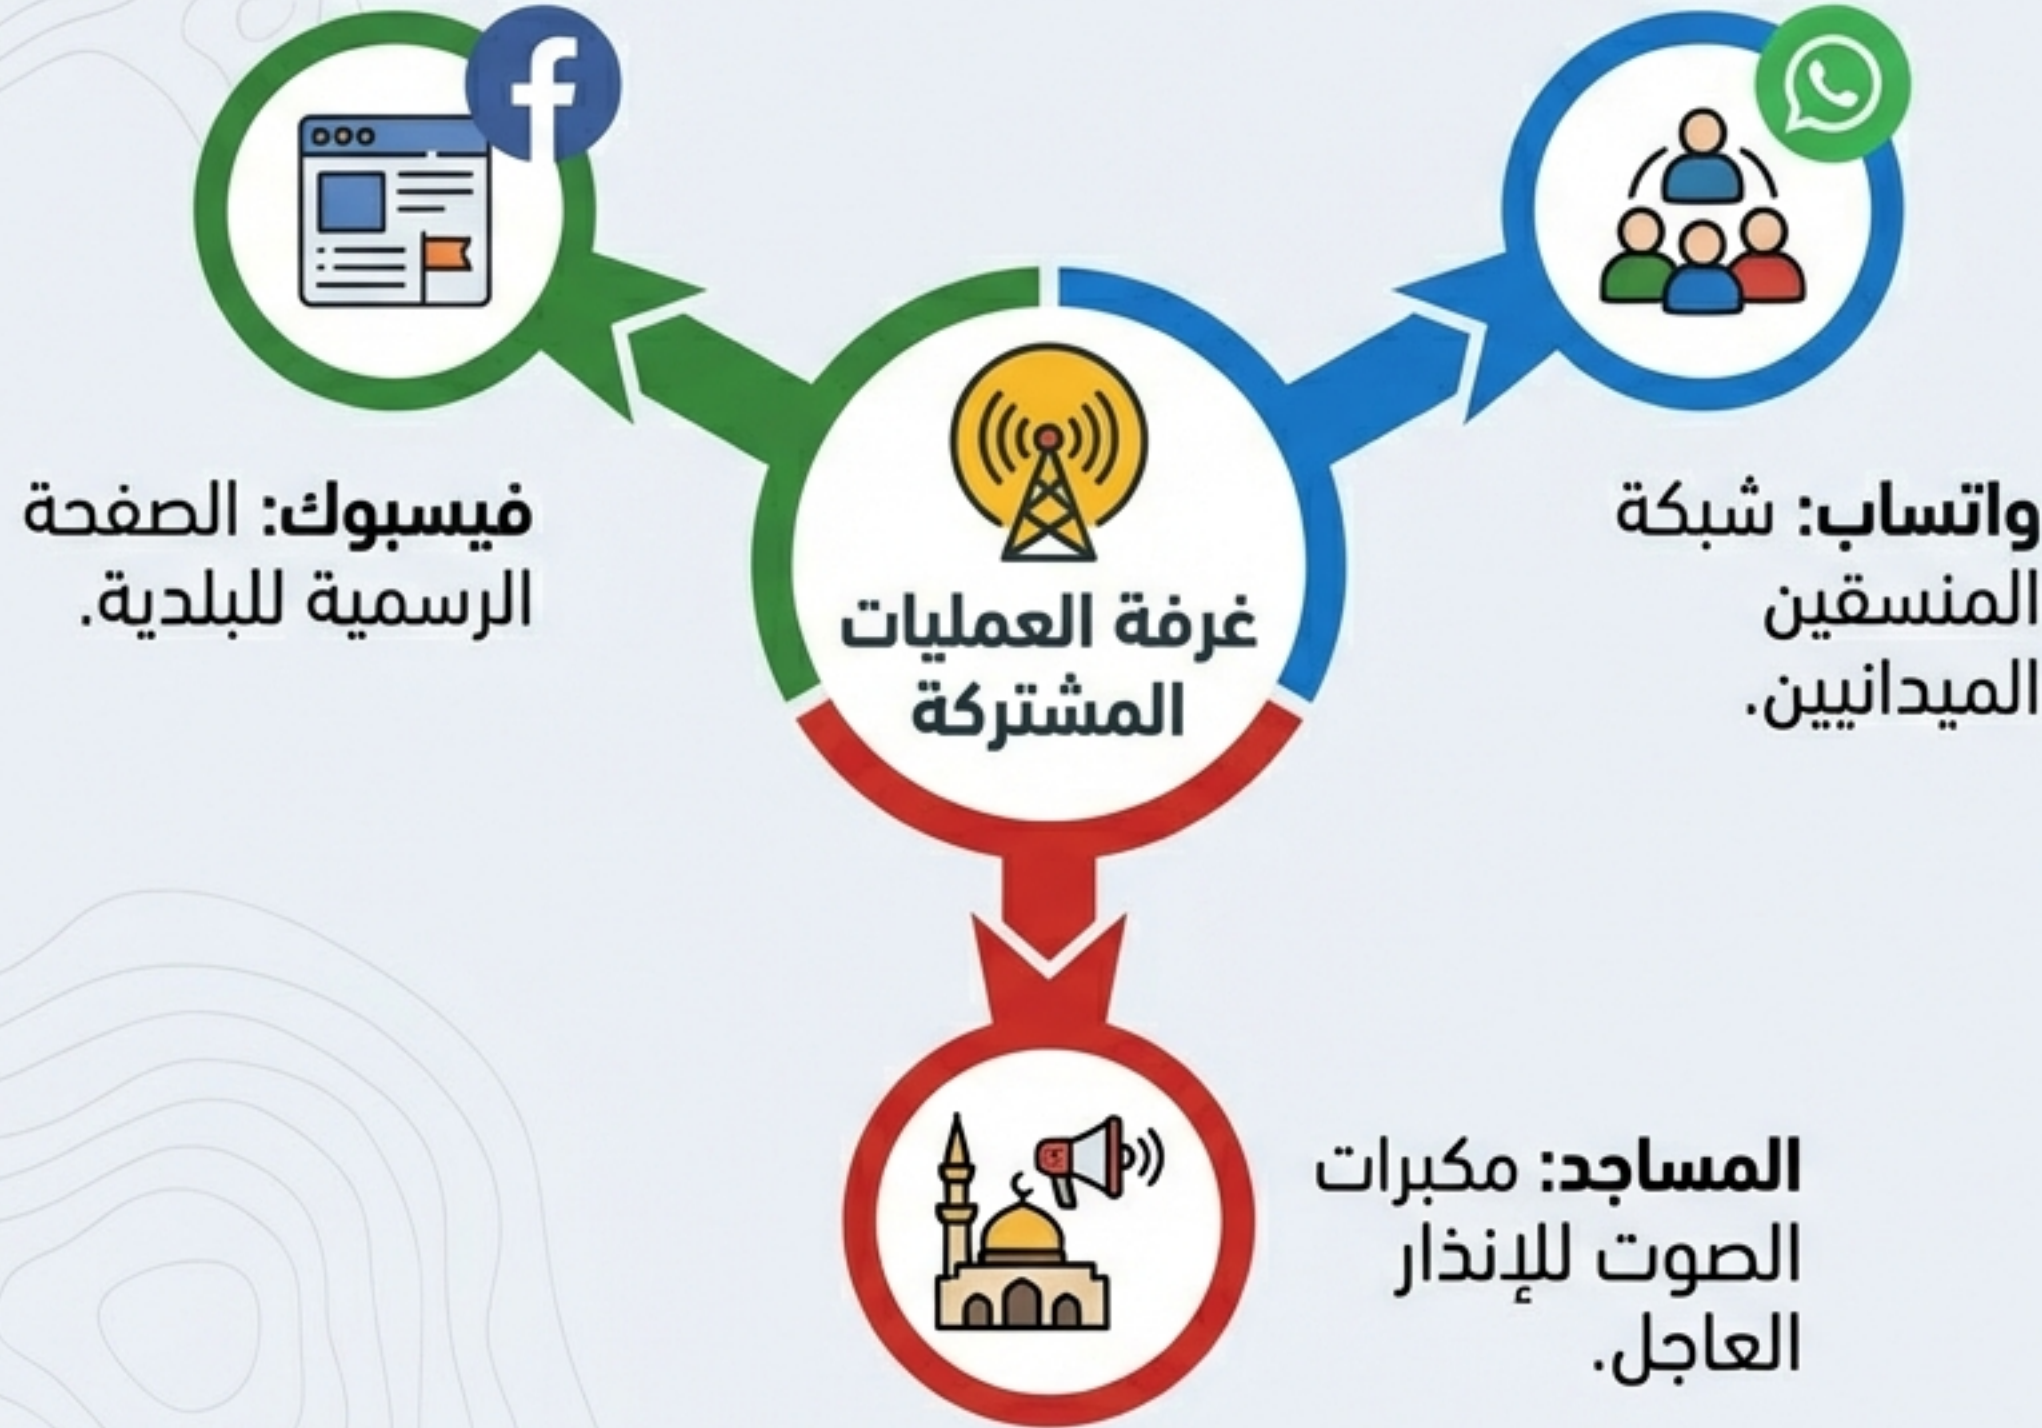 واتساب: شبكة
المنسقين
الميدانيين.
فيسبوك: الصفحة
الرسمية للبلدية.
غرفة العمليات
المشتركة
المساجد: مكبرات
الصوت للإنذار
العاجل.